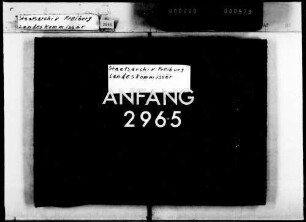 Staatsarchiv Freiburg
Landeskommissär
Staatsarchiv Freiburg
Landeskommissär
ANFANG
2965